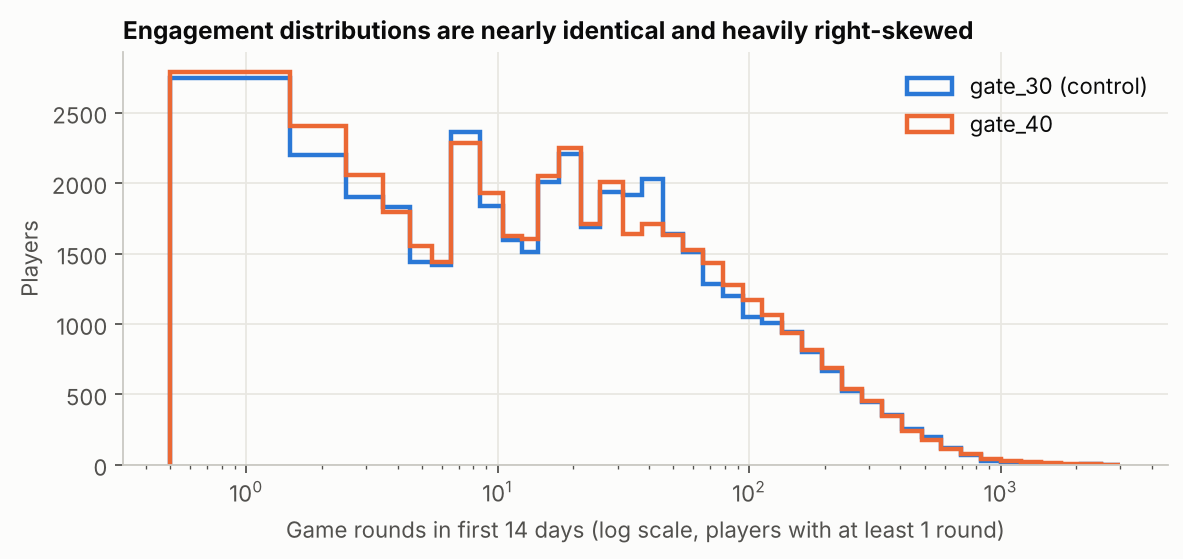 Engagement distributions are nearly identical and heavily right-skewed
gate_30 (control)
gate_40
Players
2500
2000
1500
1000
500
0
10⁰
10¹
10²
10³
Game rounds in first 14 days (log scale, players with at least 1 round)